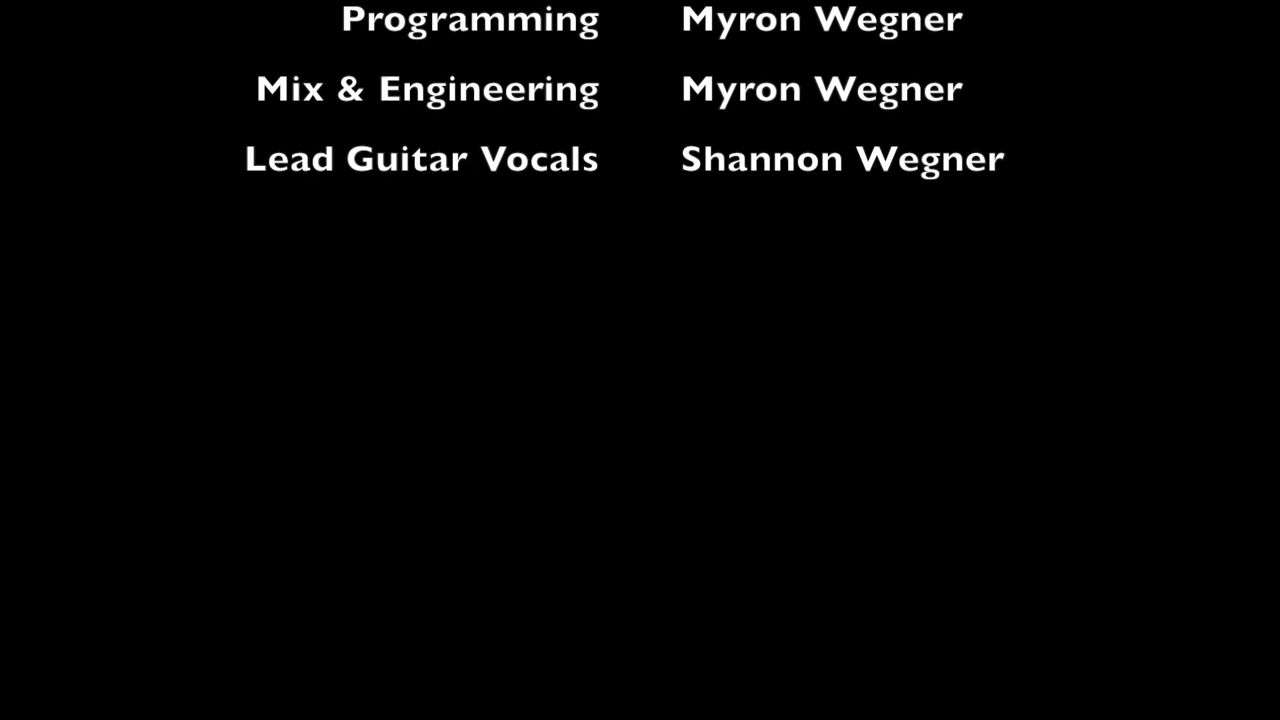 Programming Myron Wegner
Mix & Engineering Myron Wegner
Lead Guitar Vocals Shannon Wegner